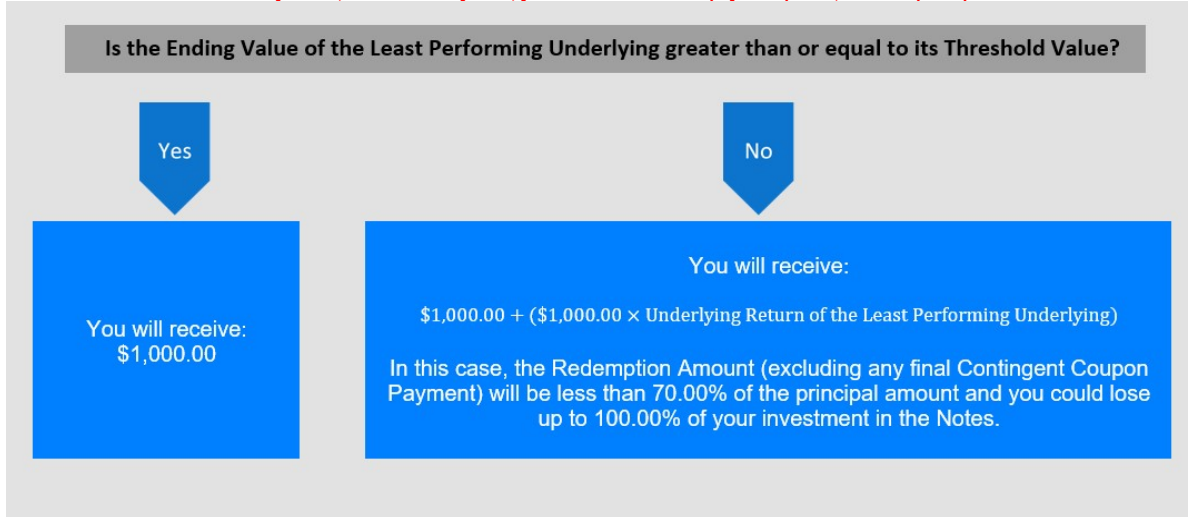 Is the Ending Value of the Least Performing Underlying greater than or equal to its Threshold Value?
Yes
No
You will receive:
$1,000.00
You will receive:
$1,000.00 + ($1,000.00 × Underlying Return of the Least Performing Underlying)
In this case, the Redemption Amount (excluding any final Contingent Coupon
Payment) will be less than 70.00% of the principal amount and you could lose
up to 100.00% of your investment in the Notes.